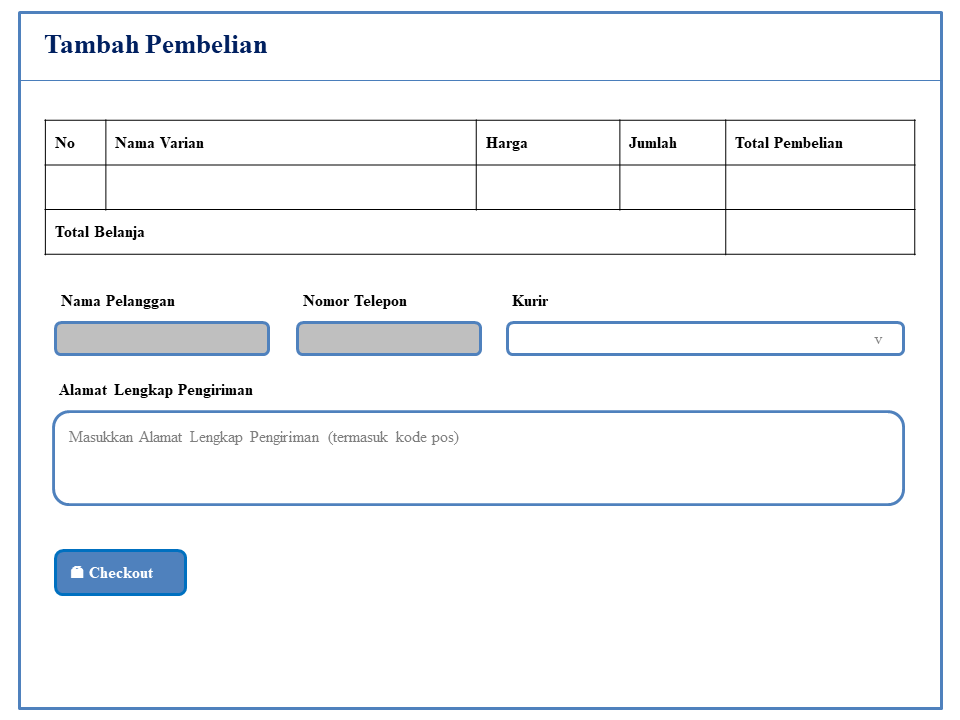 Tambah Pembelian
No Nama Varian Harga Jumlah Total Pembelian
Total Belanja
Nama Pelanggan Nomor Telepon Kurir
v
Alamat Lengkap Pengiriman
Masukkan Alamat Lengkap Pengiriman (termasuk kode pos)
Checkout